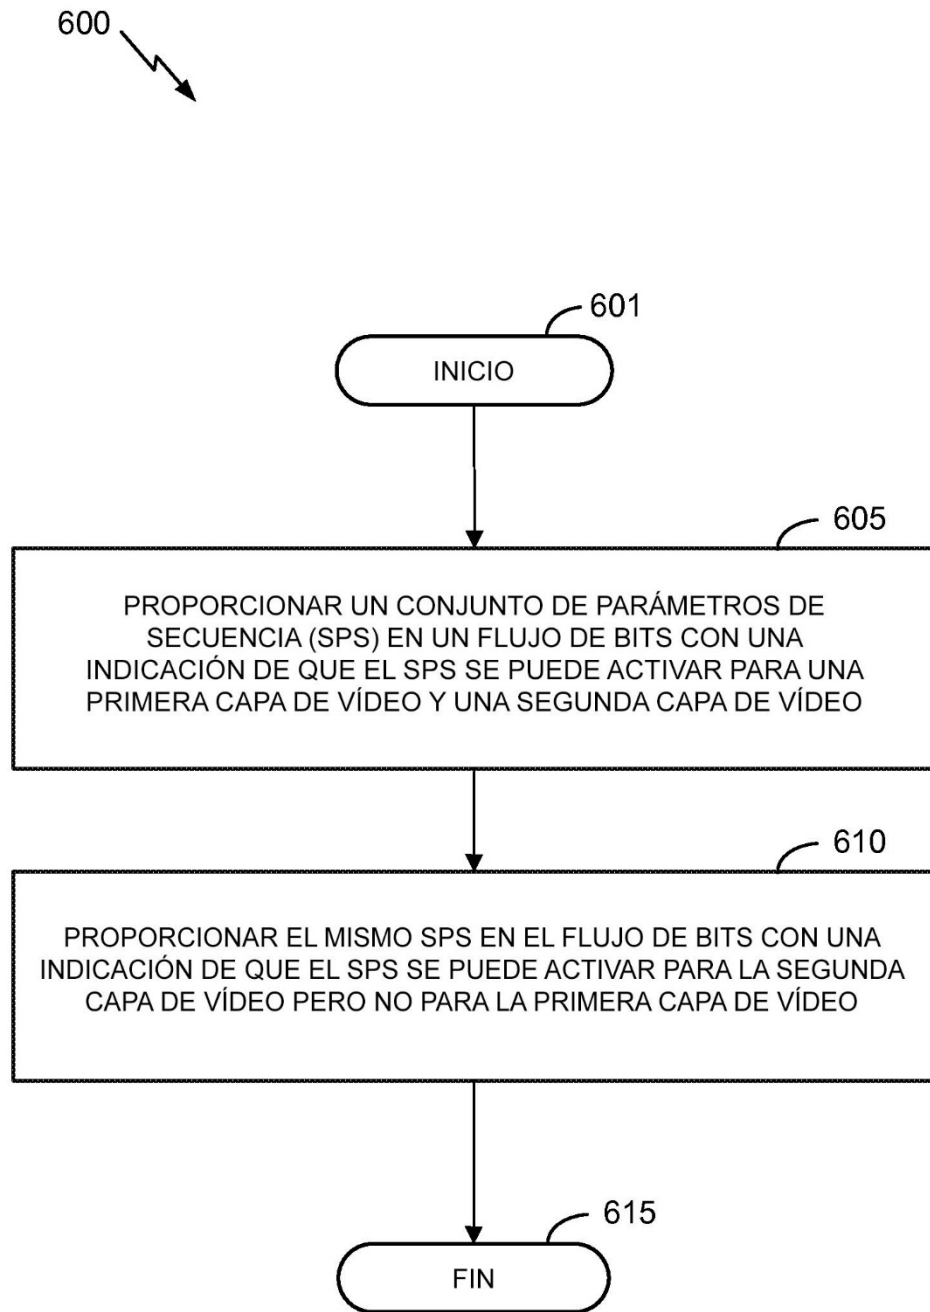 600
601
INICIO
605
PROPORCIONAR UN CONJUNTO DE PARÁMETROS DE
SECUENCIA (SPS) EN UN FLUJO DE BITS CON UNA
INDICACIÓN DE QUE EL SPS SE PUEDE ACTIVAR PARA UNA
PRIMERA CAPA DE VÍDEO Y UNA SEGUNDA CAPA DE VÍDEO
610
PROPORCIONAR EL MISMO SPS EN EL FLUJO DE BITS CON UNA
INDICACIÓN DE QUE EL SPS SE PUEDE ACTIVAR PARA LA SEGUNDA
CAPA DE VÍDEO PERO NO PARA LA PRIMERA CAPA DE VÍDEO
615
FIN